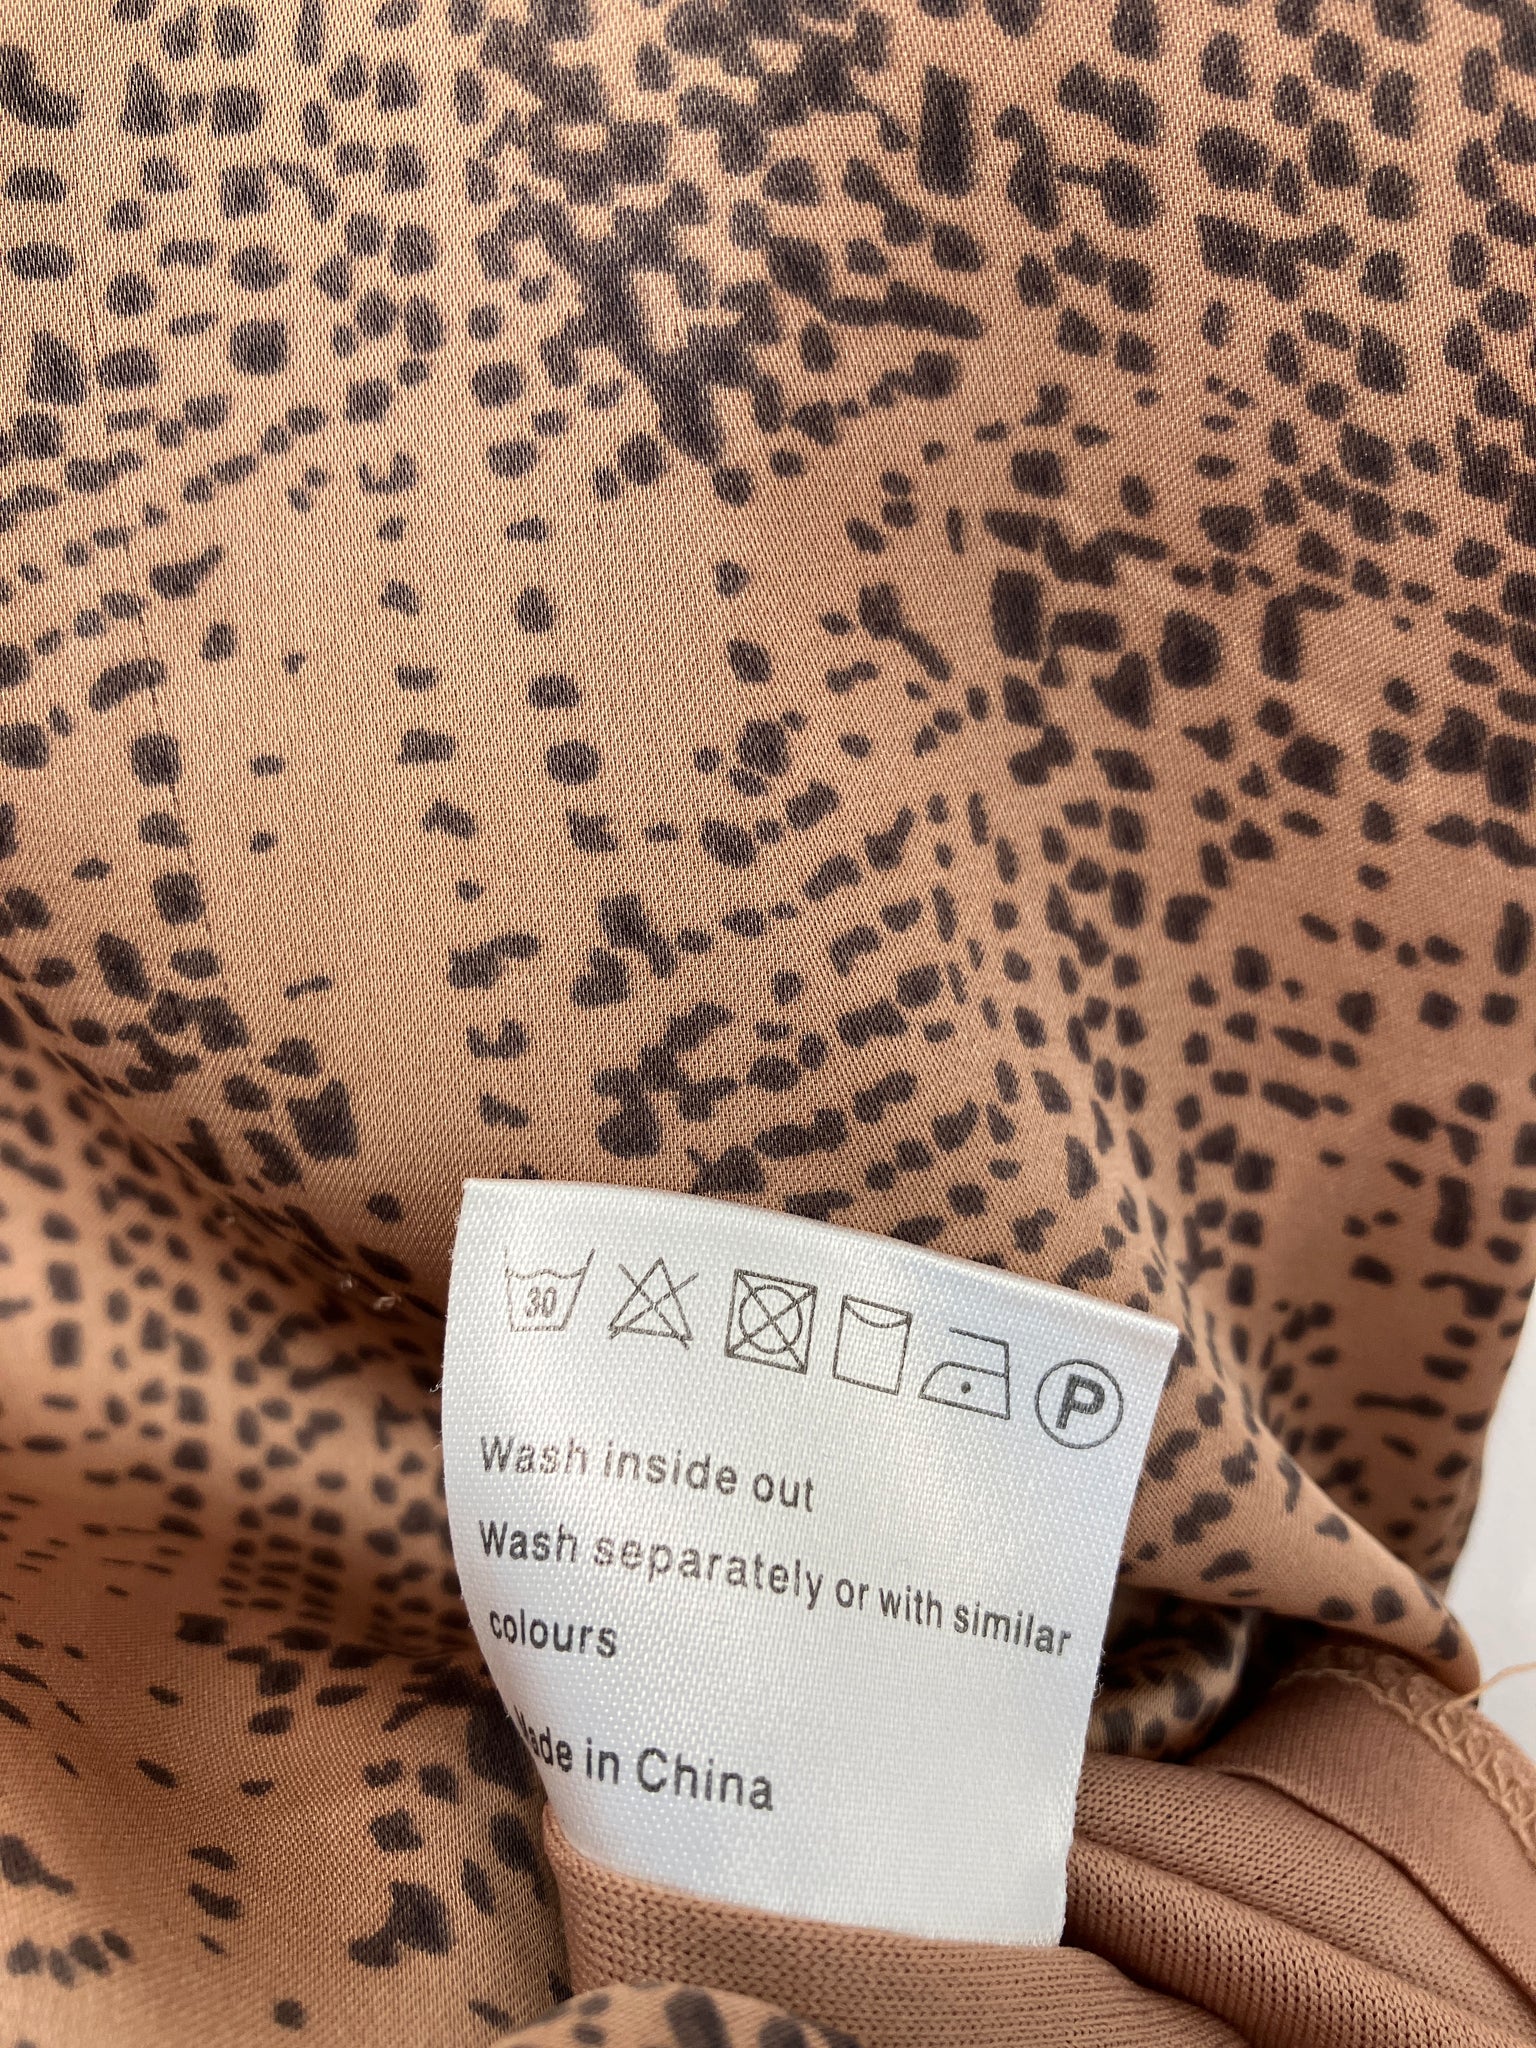 30
P
Wash inside out
Wash separately or with similar
colours
Made in China